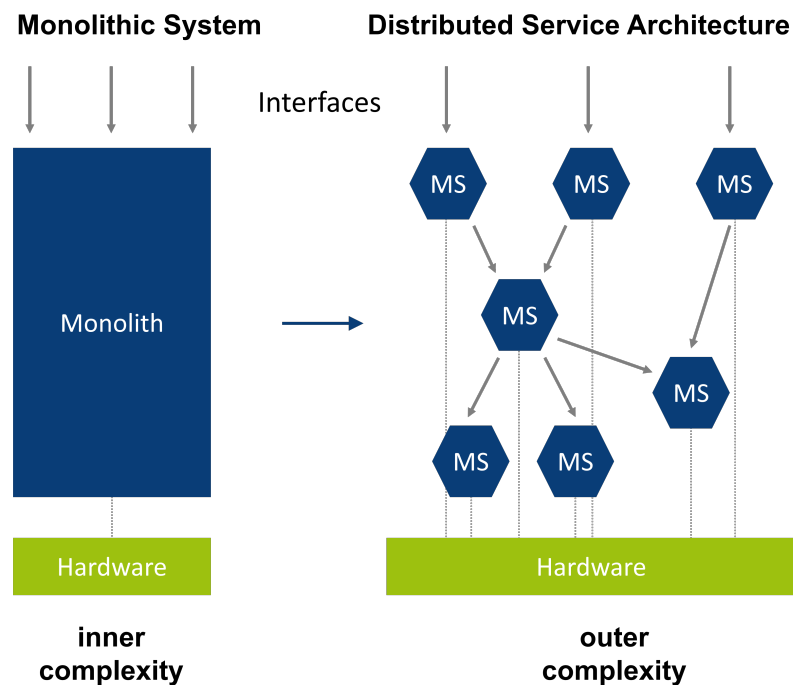 Monolithic System
Distributed Service Architecture
Interfaces
MS
MS
MS
Monolith
MS
MS
MS
MS
Hardware
Hardware
inner
complexity
outer
complexity